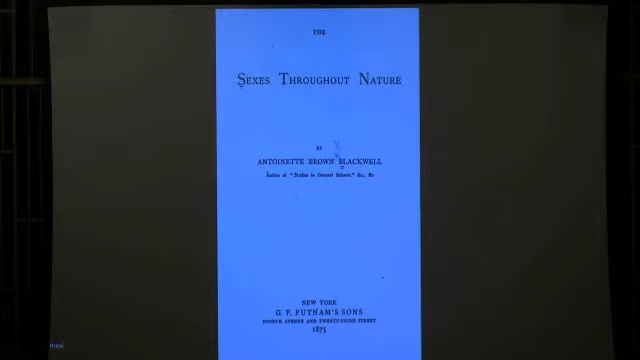 THE
SEXES THROUGHOUT NATURE
BY
ANTOINETTE BROWN BLACKWELL
Author of "Studies in General Science," &c., &c.
NEW YORK
G. P. PUTNAM'S SONS
FOURTH AVENUE AND TWENTY-THIRD STREET
1875
Prezi